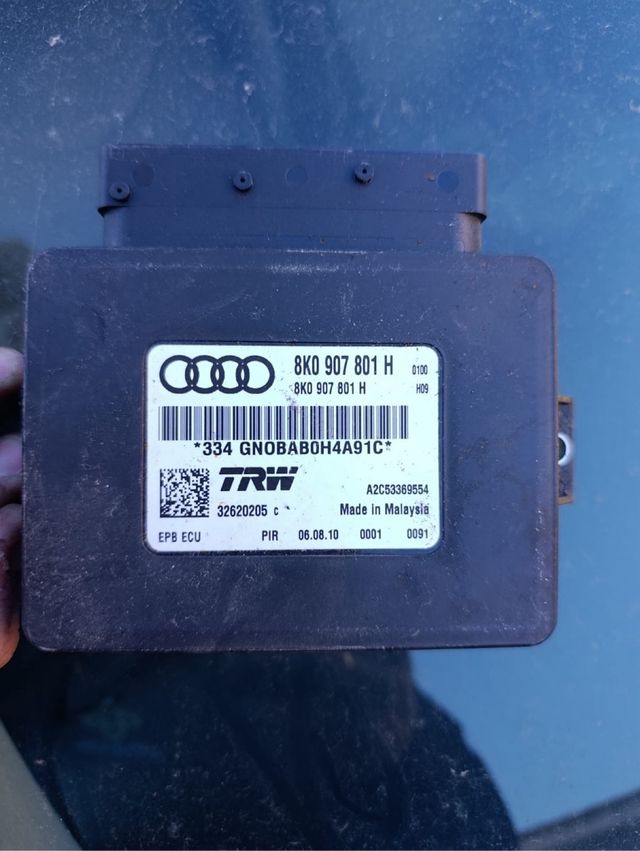 8K0 907 801 H 0100
8K0 907 801 H H09
*334 GN0BAB0H4A91C*
TRW A2C53369554
32620205 c Made in Malaysia
EPB ECU PIR 06.08.10 0001 0091